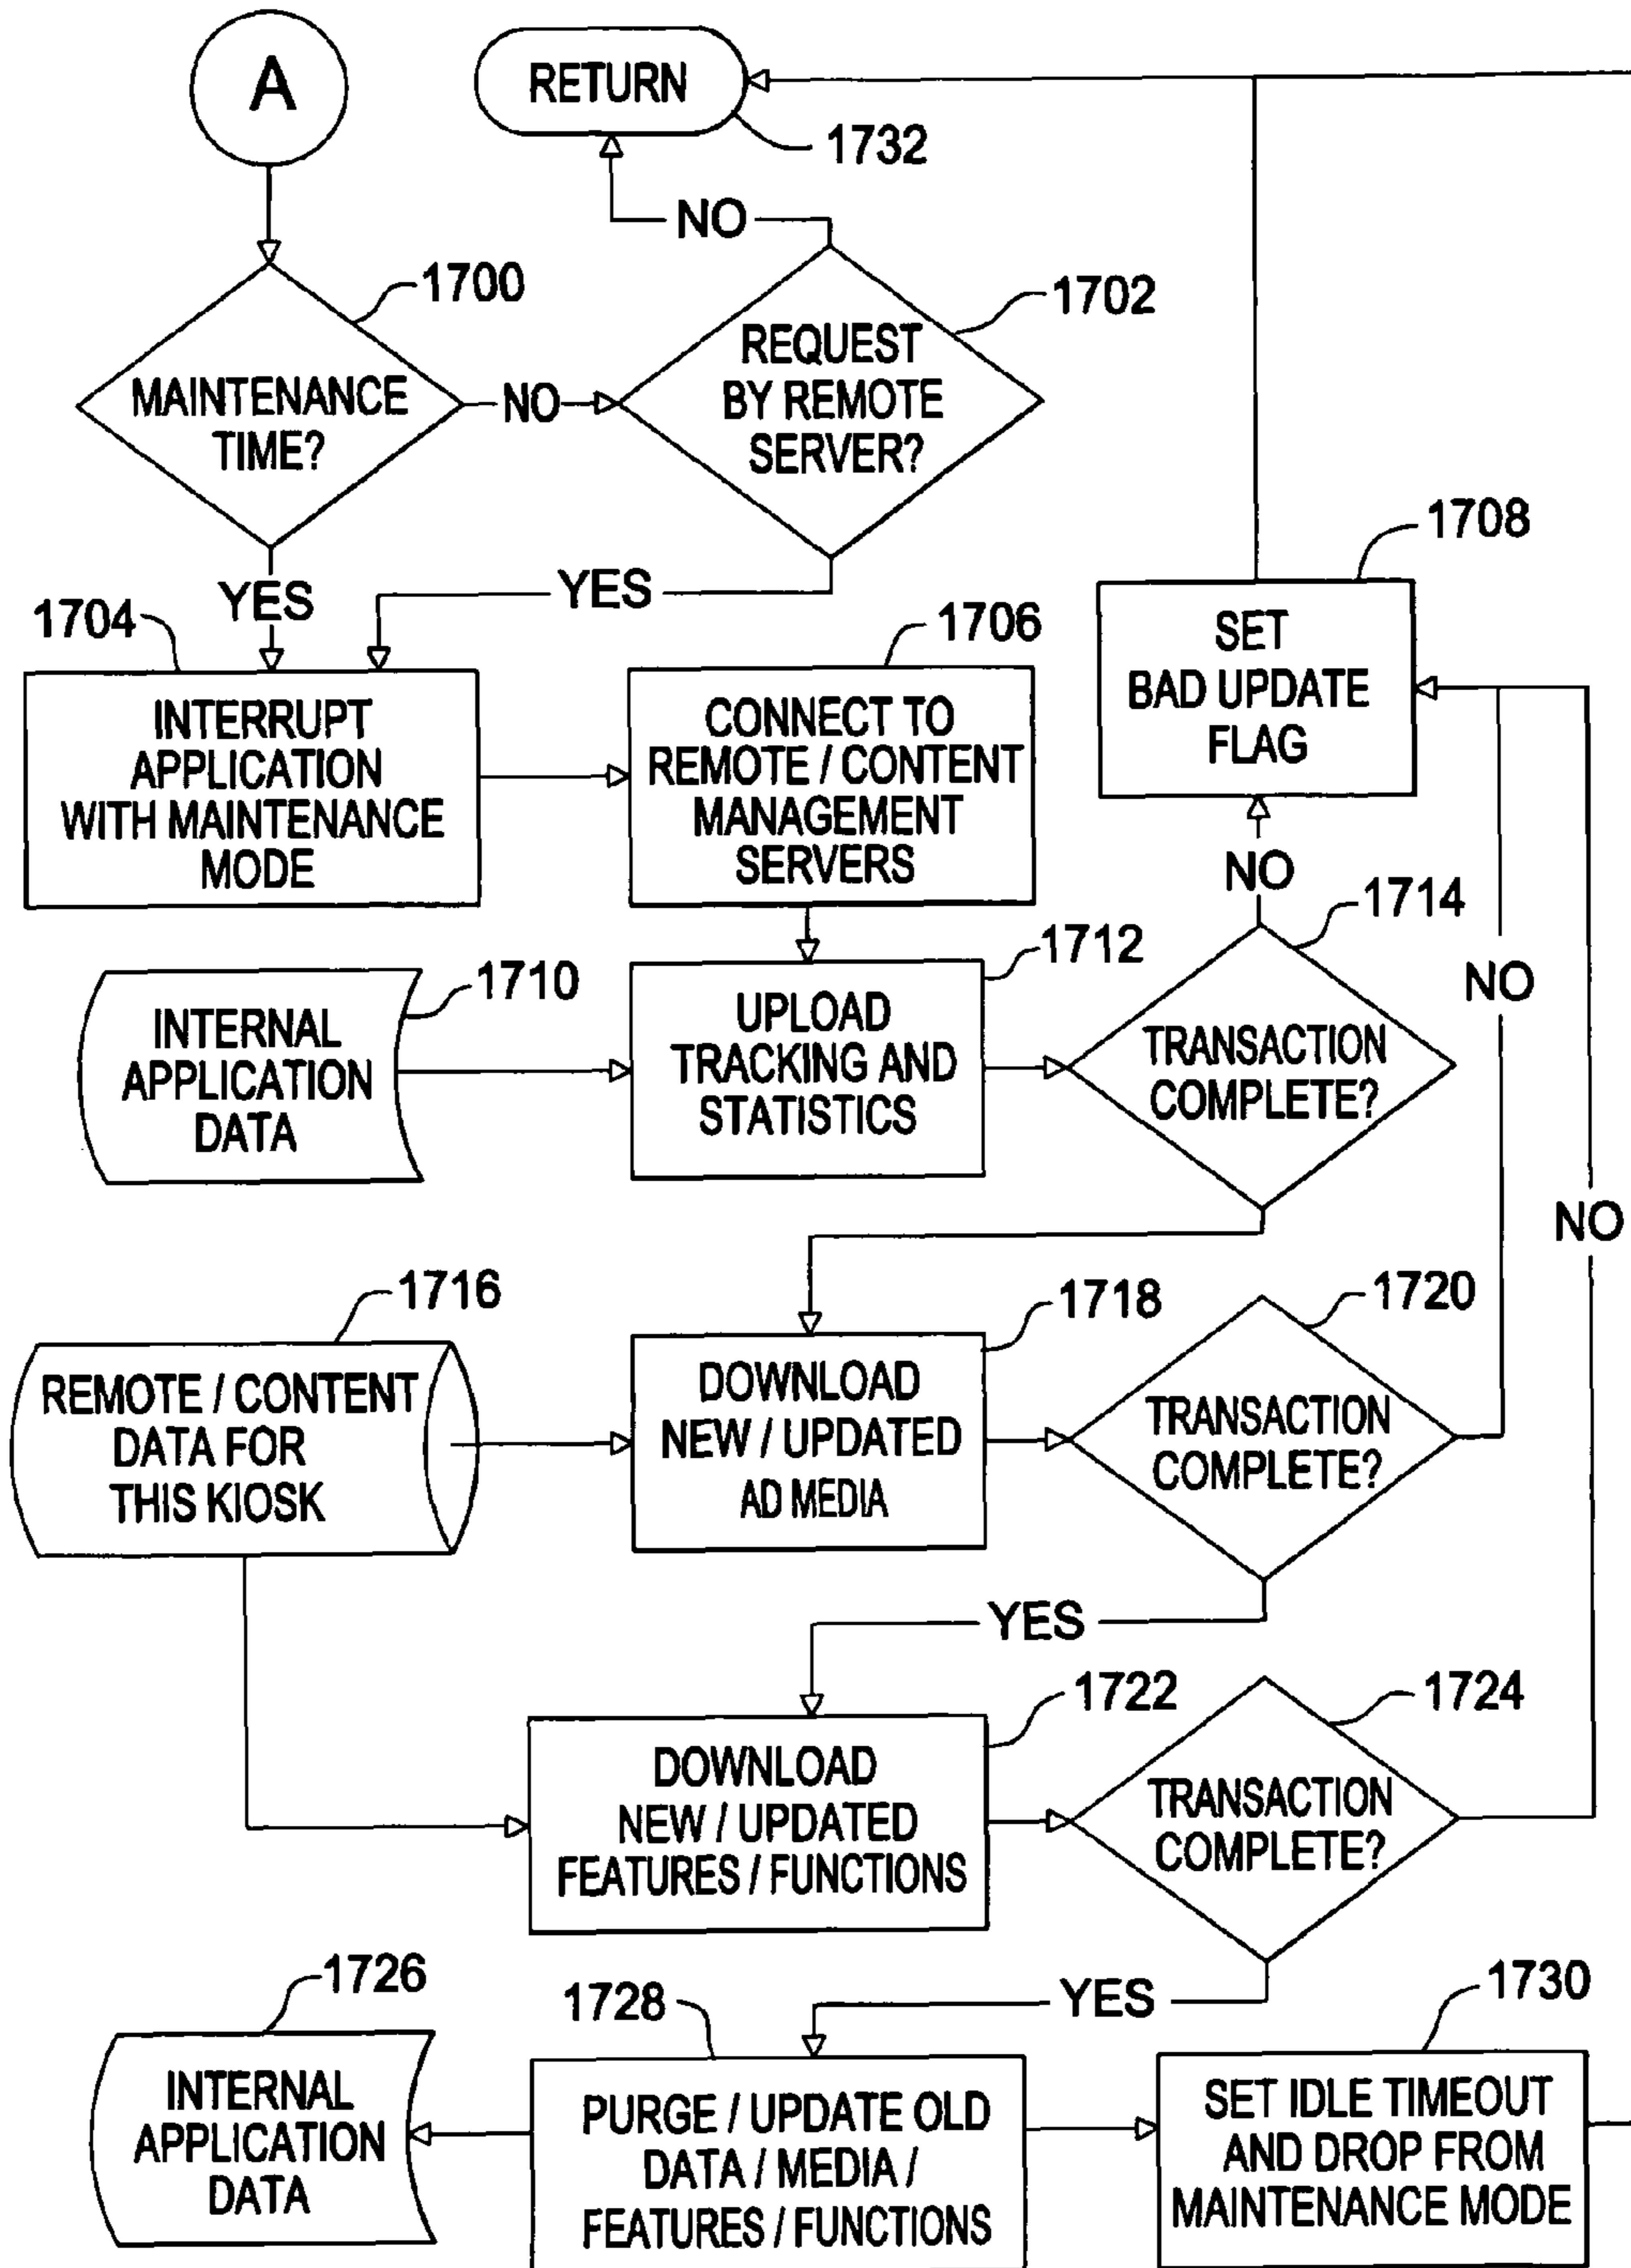 A
RETURN
1732
NO
1700
1702
MAINTENANCE
TIME?
NO
REQUEST
BY REMOTE
SERVER?
YES
YES
1704
1706
1708
INTERRUPT
APPLICATION
WITH MAINTENANCE
MODE
CONNECT TO
REMOTE / CONTENT
MANAGEMENT
SERVERS
SET
BAD UPDATE
FLAG
NO
1710
1712
1714
INTERNAL
APPLICATION
DATA
UPLOAD
TRACKING AND
STATISTICS
TRANSACTION
COMPLETE?
NO
NO
1716
1718
1720
REMOTE / CONTENT
DATA FOR
THIS KIOSK
DOWNLOAD
NEW / UPDATED
AD MEDIA
TRANSACTION
COMPLETE?
YES
1722
1724
DOWNLOAD
NEW / UPDATED
FEATURES / FUNCTIONS
TRANSACTION
COMPLETE?
YES
1726
1728
1730
INTERNAL
APPLICATION
DATA
PURGE / UPDATE OLD
DATA / MEDIA /
FEATURES / FUNCTIONS
SET IDLE TIMEOUT
AND DROP FROM
MAINTENANCE MODE